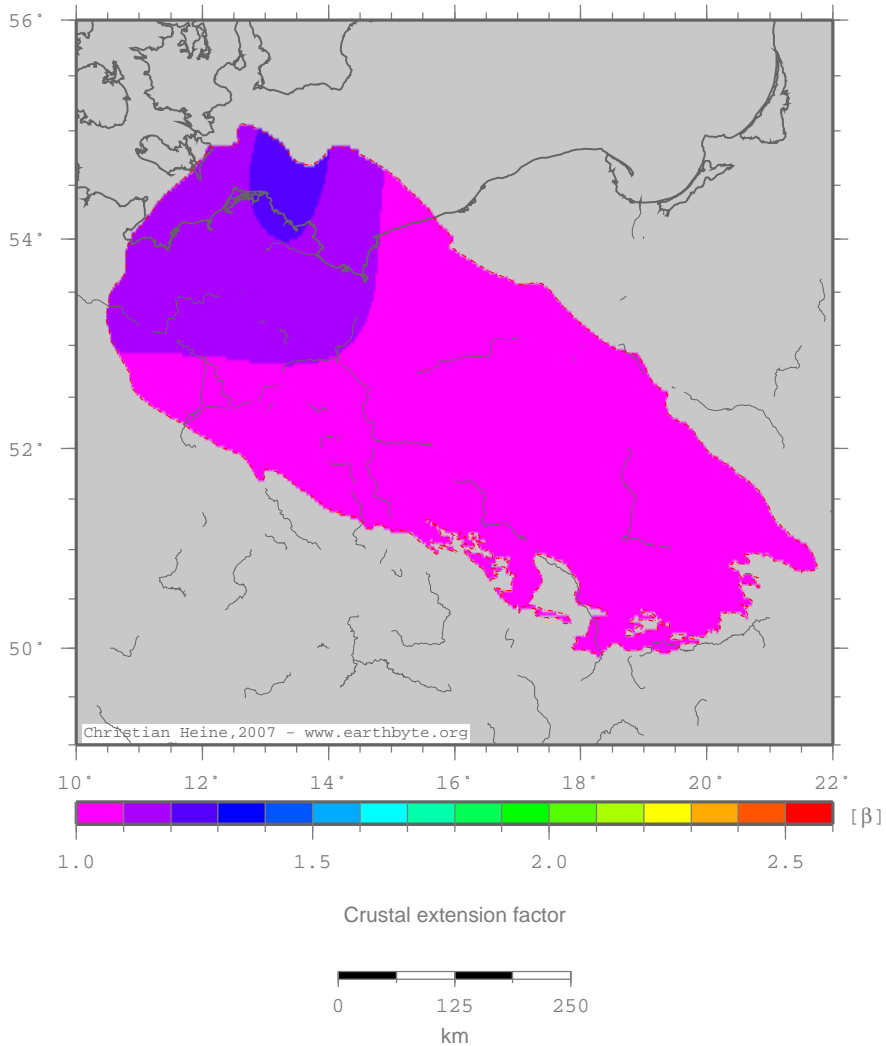 56°
54°
52°
50°
Christian Heine,2007 - www.earthbyte.org
10° 12° 14° 16° 18° 20° 22°
[β]
1.0 1.5 2.0 2.5
Crustal extension factor
0 125 250
km